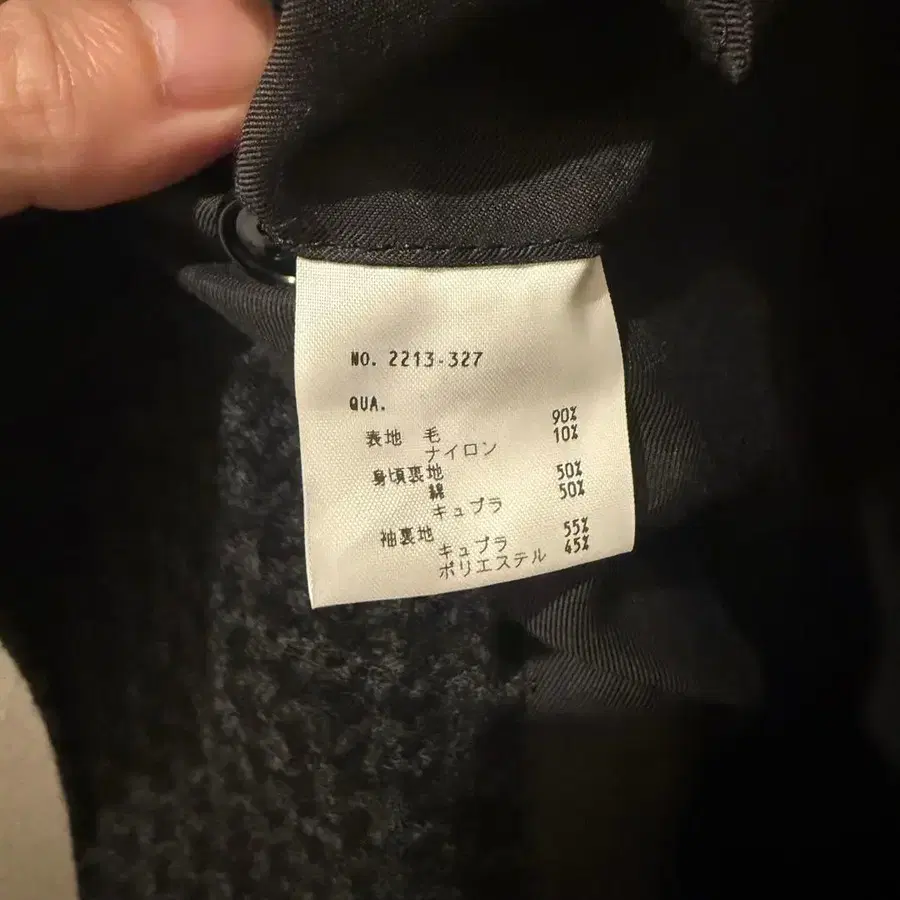 NO. 2213-327
QUA.
表地 毛 90%
ナイロン 10%
身頃裏地
綿 50%
キュプラ 50%
袖裏地
キュプラ 55%
ポリエステル 45%